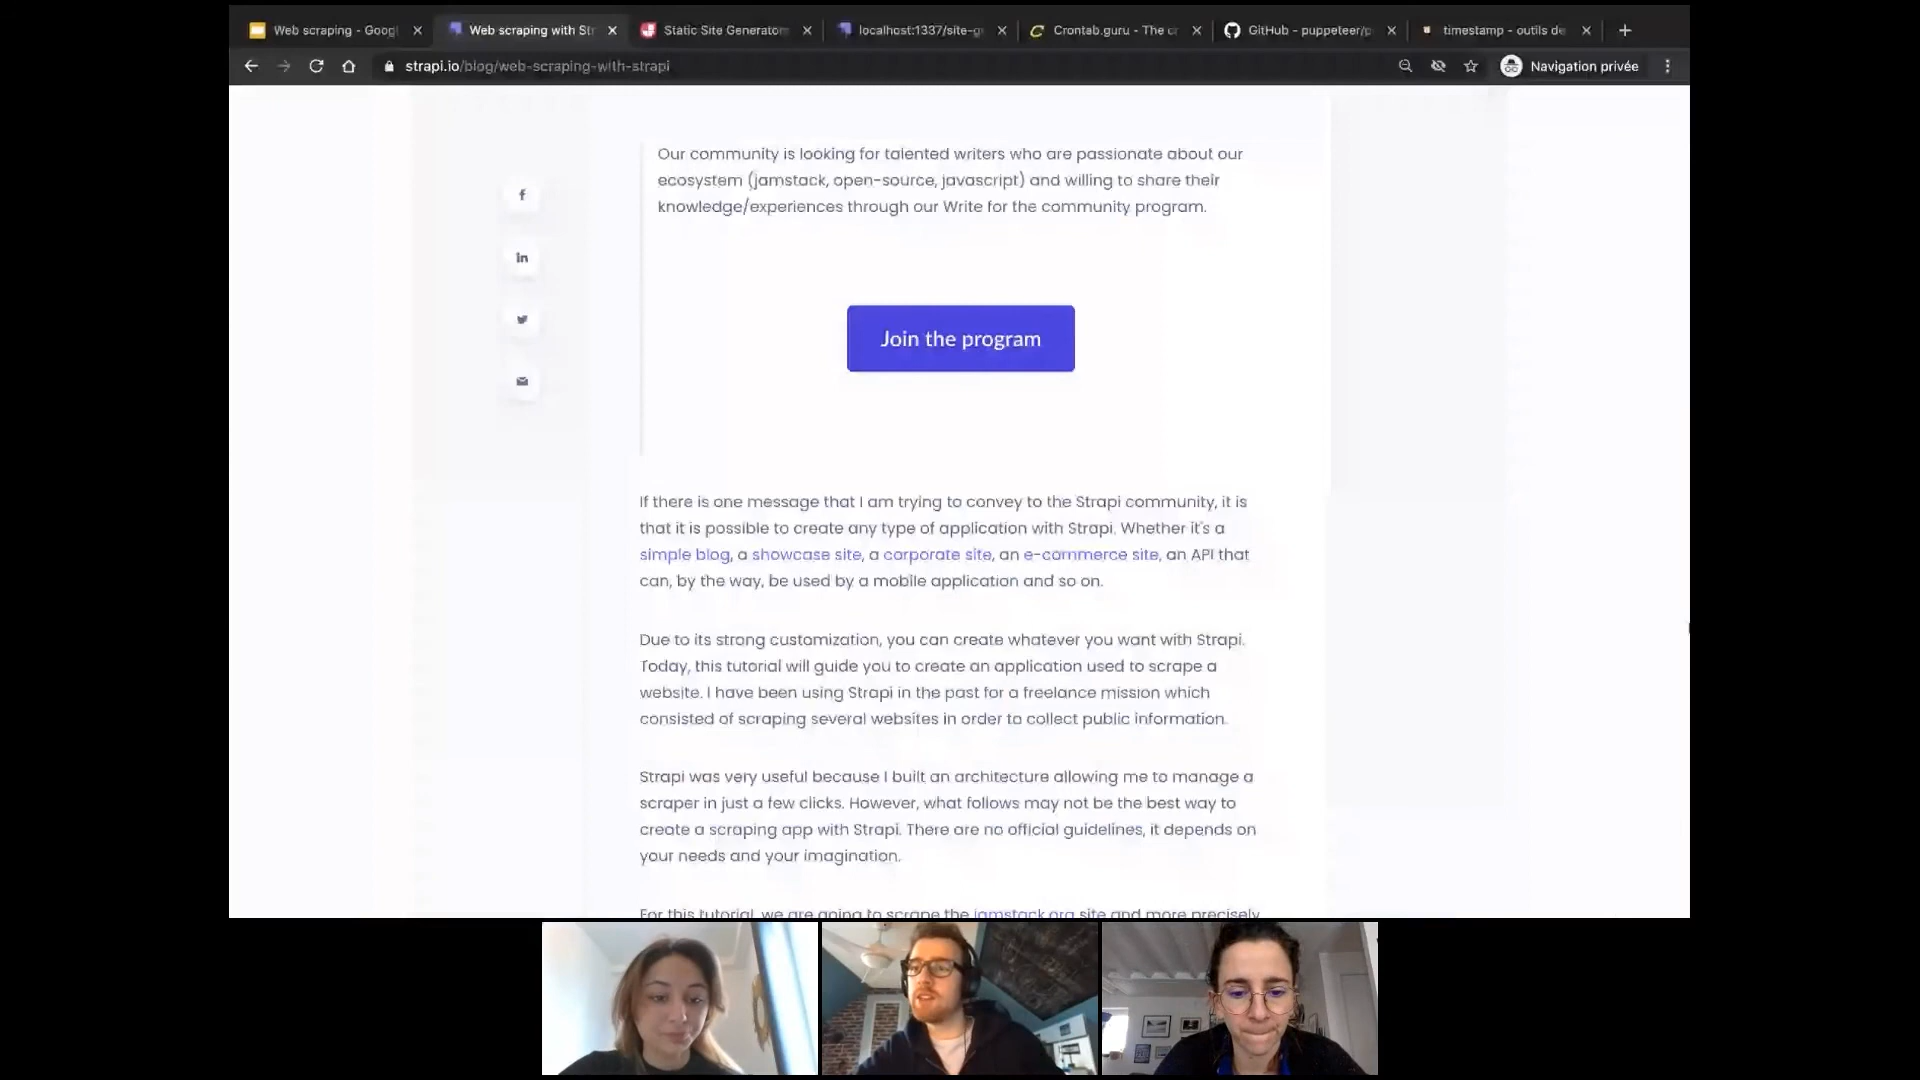 Web scraping - Googl
Web scraping with Str
Static Site Generators
localhost:1337/site-g
Crontab.guru - The cr
GitHub - puppeteer/p
timestamp - outils de
strapi.io/blog/web-scraping-with-strapi
Navigation privée
Our community is looking for talented writers who are passionate about our
ecosystem (jamstack, open-source, javascript) and willing to share their
knowledge/experiences through our Write for the community program.
Join the program
If there is one message that I am trying to convey to the Strapi community, it is
that it is possible to create any type of application with Strapi. Whether it's a
simple blog, a showcase site, a corporate site, an e-commerce site, an API that
can, by the way, be used by a mobile application and so on.
Due to its strong customization, you can create whatever you want with Strapi.
Today, this tutorial will guide you to create an application used to scrape a
website. I have been using Strapi in the past for a freelance mission which
consisted of scraping several websites in order to collect public information.
Strapi was very useful because I built an architecture allowing me to manage a
scraper in just a few clicks. However, what follows may not be the best way to
create a scraping app with Strapi. There are no official guidelines, it depends on
your needs and your imagination.
For this tutorial, we are going to scrape the jamstack.org site and more precisely